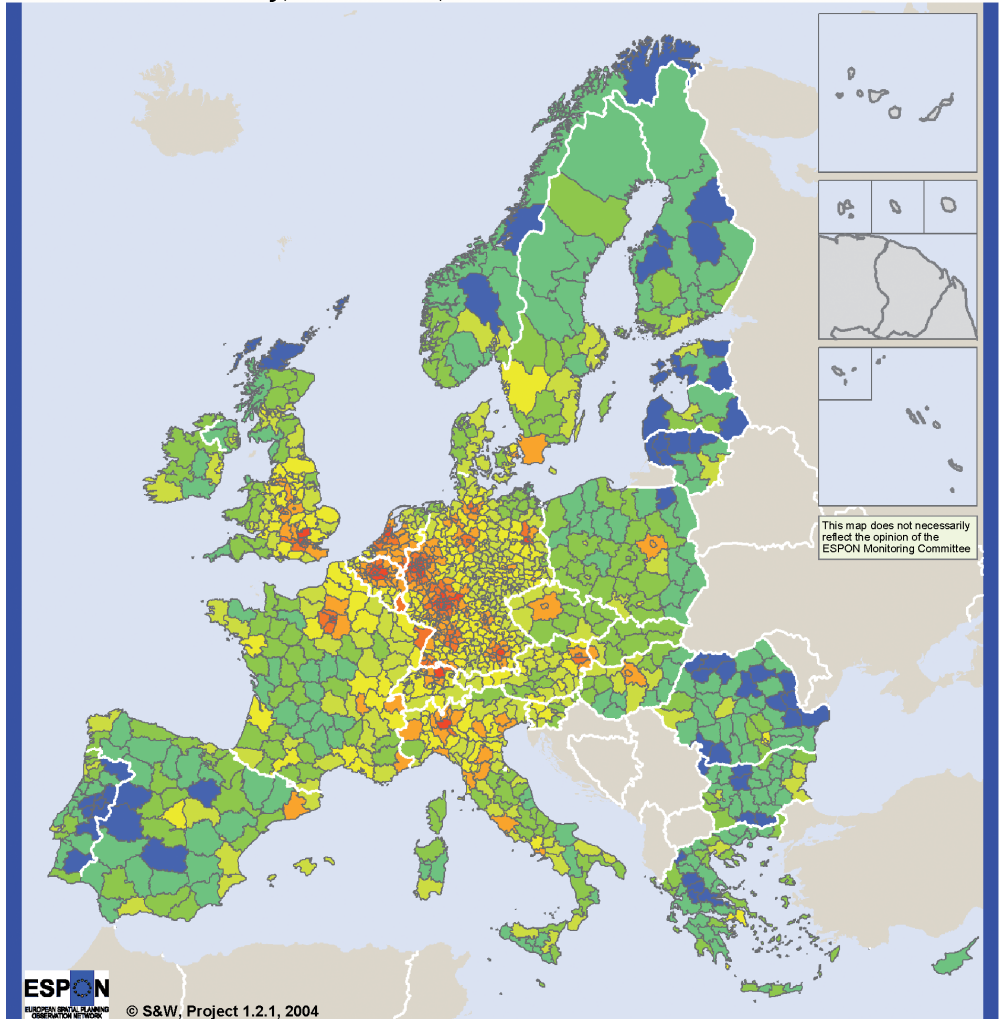 This map does not necessarily
reflect the opinion of the
ESPON Monitoring Committee
ESPON
EUROPEAN SPATIAL PLANNING
OBSERVATION NETWORK
© S&W, Project 1.2.1, 2004